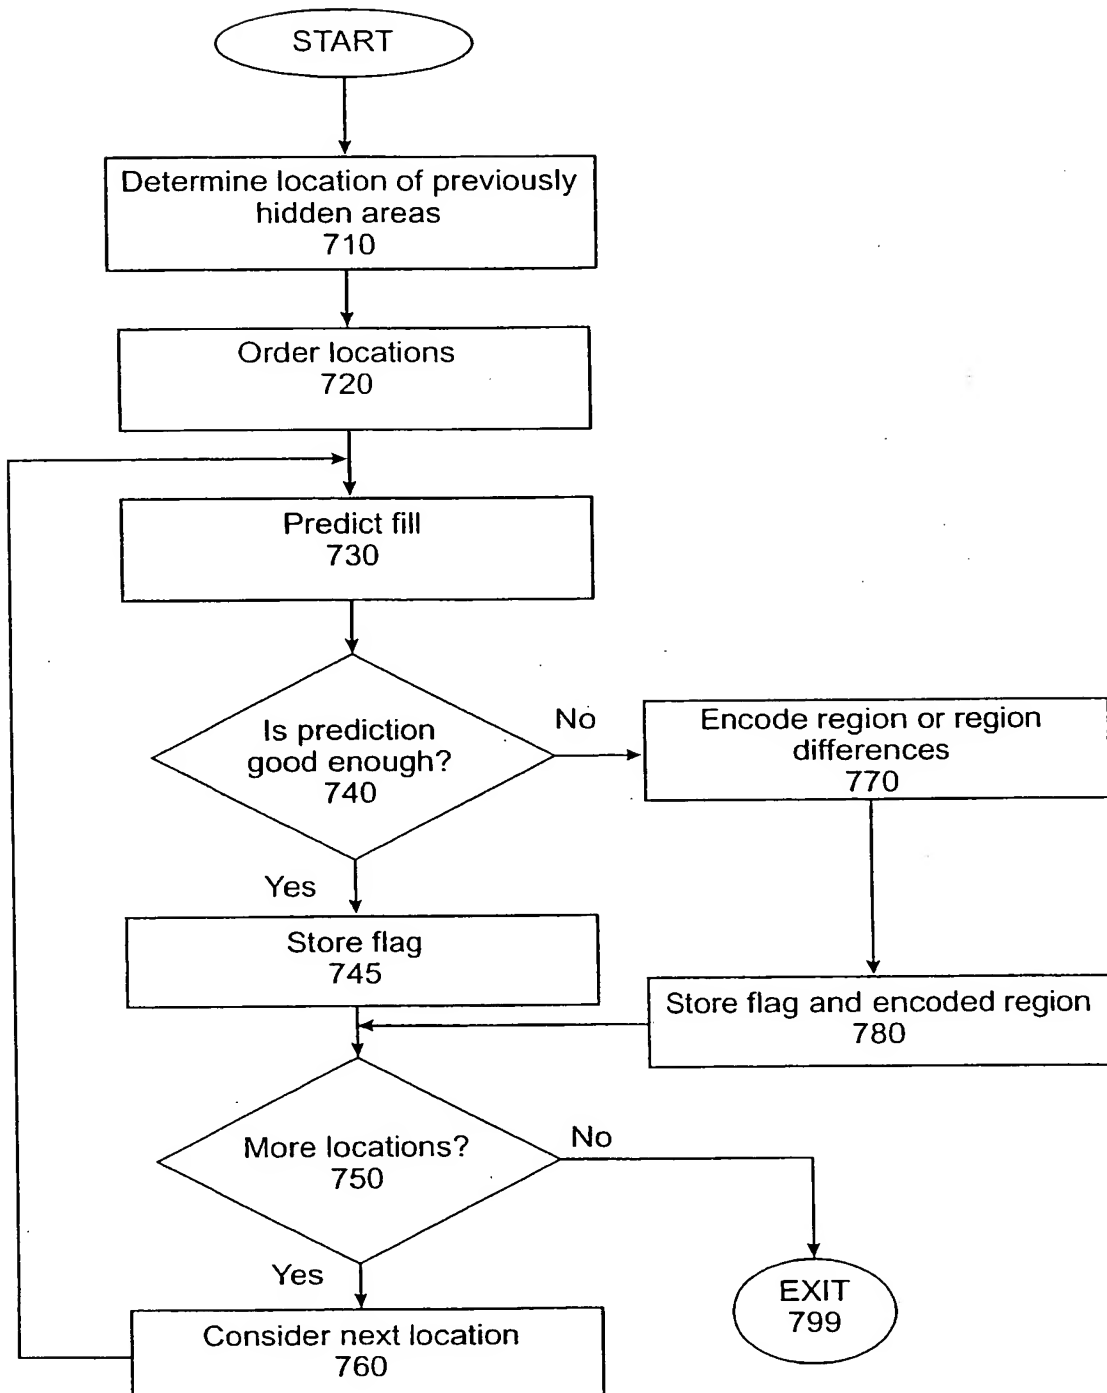 START
Determine location of previously
hidden areas
710
Order locations
720
Predict fill
730
Is prediction
good enough?
740
No
Encode region or region
differences
770
Yes
Store flag
745
Store flag and encoded region
780
More locations?
750
No
Yes
EXIT
799
Consider next location
760